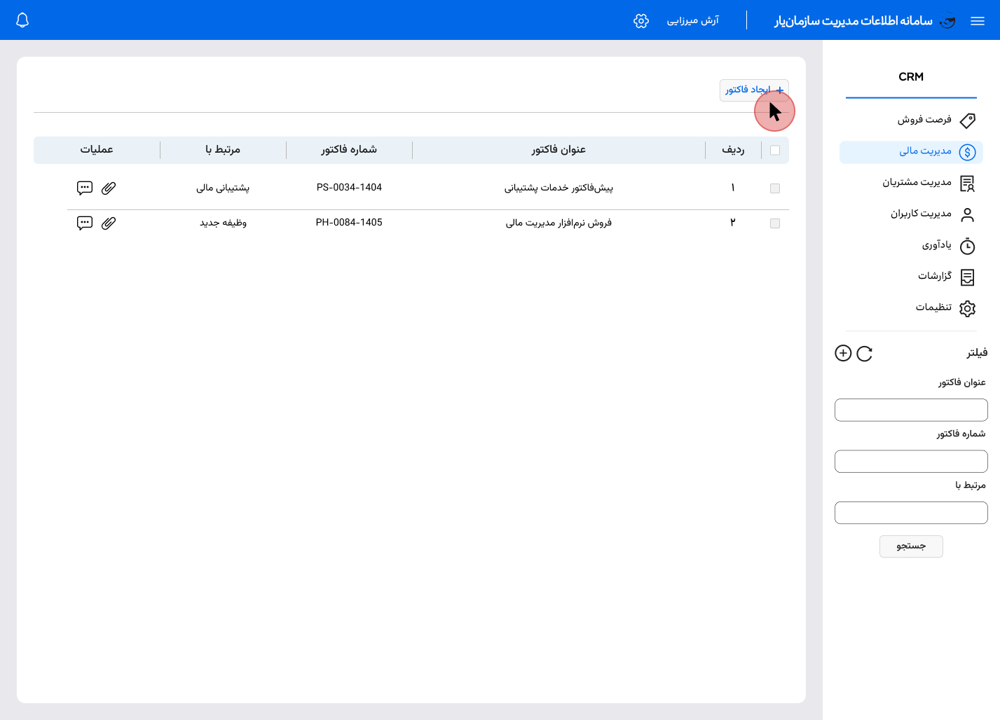 سامانه اطلاعات مدیریت سازمان‌یار
آرش میرزایی
CRM
فرصت فروش
مدیریت مالی
مدیریت مشتریان
مدیریت کاربران
یادآوری
گزارشات
تنظیمات
فیلتر
عنوان فاکتور
شماره فاکتور
مرتبط با
جستجو
+ ایجاد فاکتور
ردیف عنوان فاکتور شماره فاکتور مرتبط با عملیات
۱ پیش‌فاکتور خدمات پشتیبانی PS-0034-1404 پشتیبانی مالی
۲ فروش نرم‌افزار مدیریت مالی PH-0084-1405 وظیفه جدید